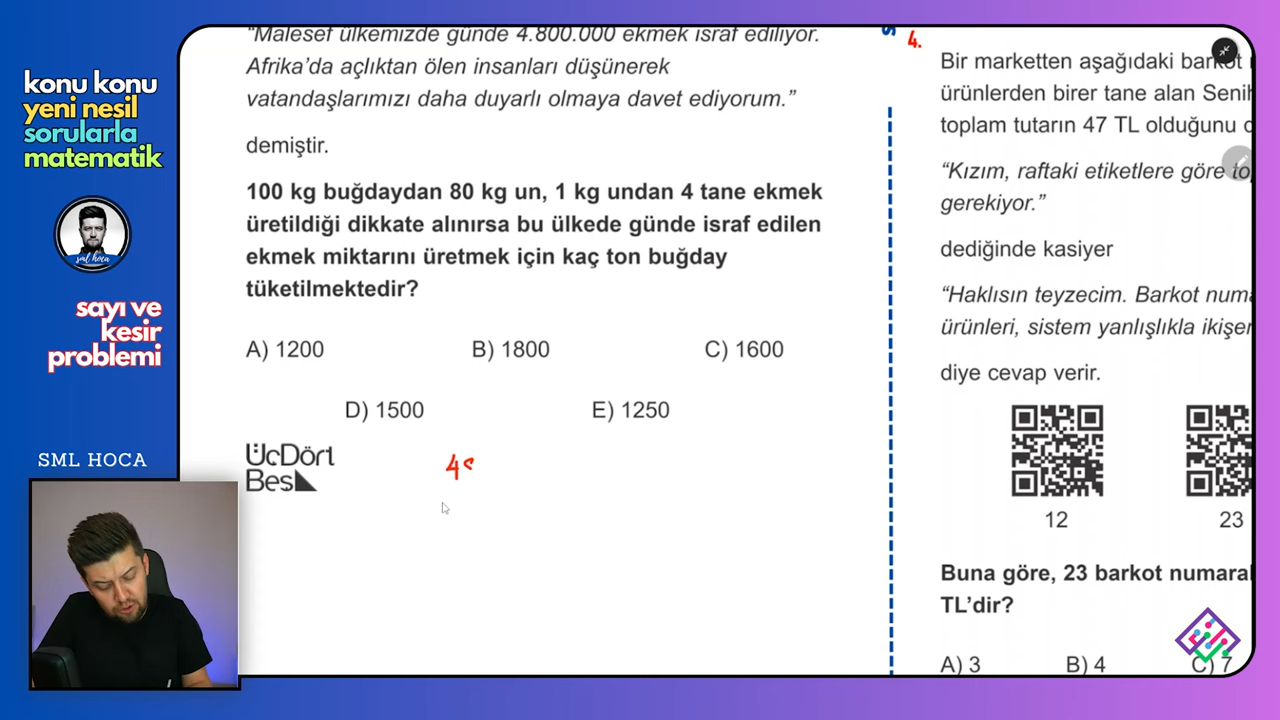 konu konu
yeni nesil
sorularla
matematik
sml hoca
sayı ve
kesir
problemi
SML HOCA
“Malesef ülkemizde günde 4.800.000 ekmek israf ediliyor.
Afrika’da açlıktan ölen insanları düşünerek
vatandaşlarımızı daha duyarlı olmaya davet ediyorum.”
demiştir.
100 kg buğdaydan 80 kg un, 1 kg undan 4 tane ekmek
üretildiği dikkate alınırsa bu ülkede günde israf edilen
ekmek miktarını üretmek için kaç ton buğday
tüketilmektedir?
A) 1200 B) 1800 C) 1600
D) 1500 E) 1250
ÜçDört
Beş
4.
Bir marketten aşağıdaki barkot
ürünlerden birer tane alan Senih
toplam tutarın 47 TL olduğunu
“Kızım, raftaki etiketlere göre
gerekiyor.”
dediğinde kasiyer
“Haklısın teyzecim. Barkot numa
ürünleri, sistem yanlışlıkla ikişer
diye cevap verir.
12 23
Buna göre, 23 barkot numaral
TL’dir?
A) 3 B) 4 C) 7